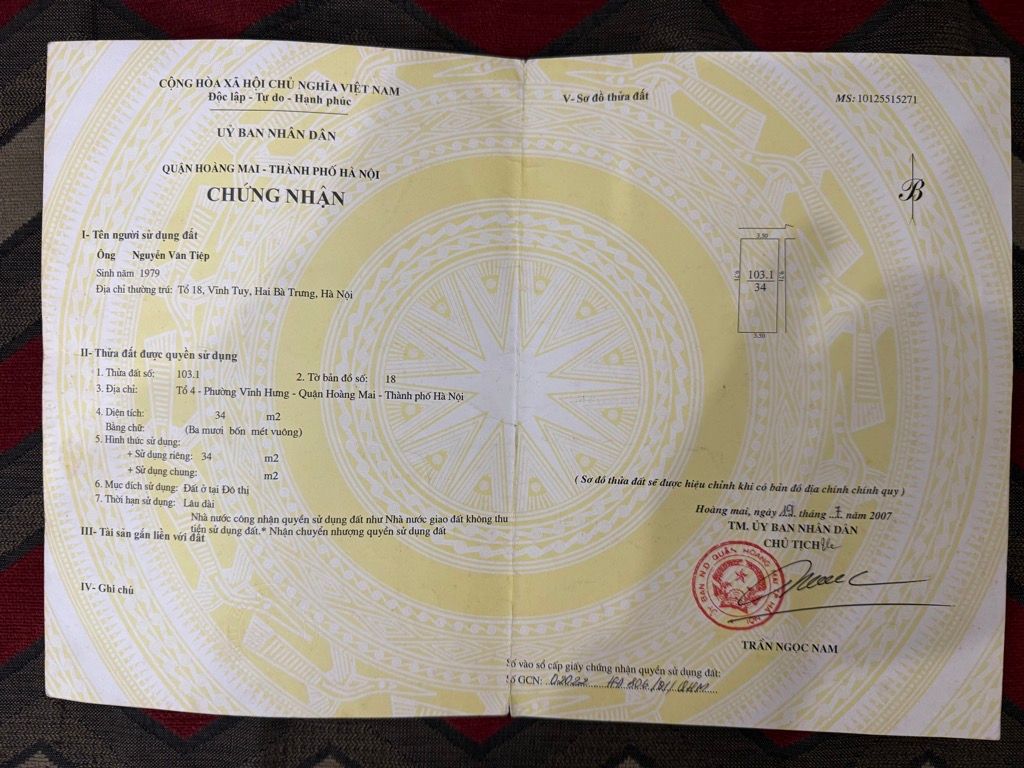 CỘNG HÒA XÃ HỘI CHỦ NGHĨA VIỆT NAM
Độc lập - Tự do - Hạnh phúc
UỶ BAN NHÂN DÂN
QUẬN HOÀNG MAI - THÀNH PHỐ HÀ NỘI
CHỨNG NHẬN
I- Tên người sử dụng đất
Ông Nguyễn Văn Tiệp
Sinh năm 1979
Địa chỉ thường trú: Tổ 18, Vĩnh Tuy, Hai Bà Trưng, Hà Nội
II- Thửa đất được quyền sử dụng
1. Thửa đất số: 103.1 2. Tờ bản đồ số: 18
3. Địa chỉ: Tổ 4 - Phường Vĩnh Hưng - Quận Hoàng Mai - Thành phố Hà Nội
4. Diện tích: 34 m2
Bằng chữ: (Ba mươi bốn mét vuông)
5. Hình thức sử dụng:
+ Sử dụng riêng: 34 m2
+ Sử dụng chung: m2
6. Mục đích sử dụng: Đất ở tại Đô thị
7. Thời hạn sử dụng: Lâu dài
Nhà nước công nhận quyền sử dụng đất như Nhà nước giao đất không thu
tiền sử dụng đất.* Nhận chuyển nhượng quyền sử dụng đất
III- Tài sản gắn liền với đất
IV- Ghi chú
V- Sơ đồ thửa đất
MS: 10125515271
B
3.50
9.71
103.1
34
9.71
3.50
( Sơ đồ thửa đất sẽ được hiệu chỉnh khi có bản đồ địa chính chính quy )
Hoàng mai, ngày 19 tháng 7 năm 2007
TM. ỦY BAN NHÂN DÂN
CHỦ TỊCH
TRẦN NGỌC NAM
Số vào sổ cấp giấy chứng nhận quyền sử dụng đất:
Số GCN: 02022